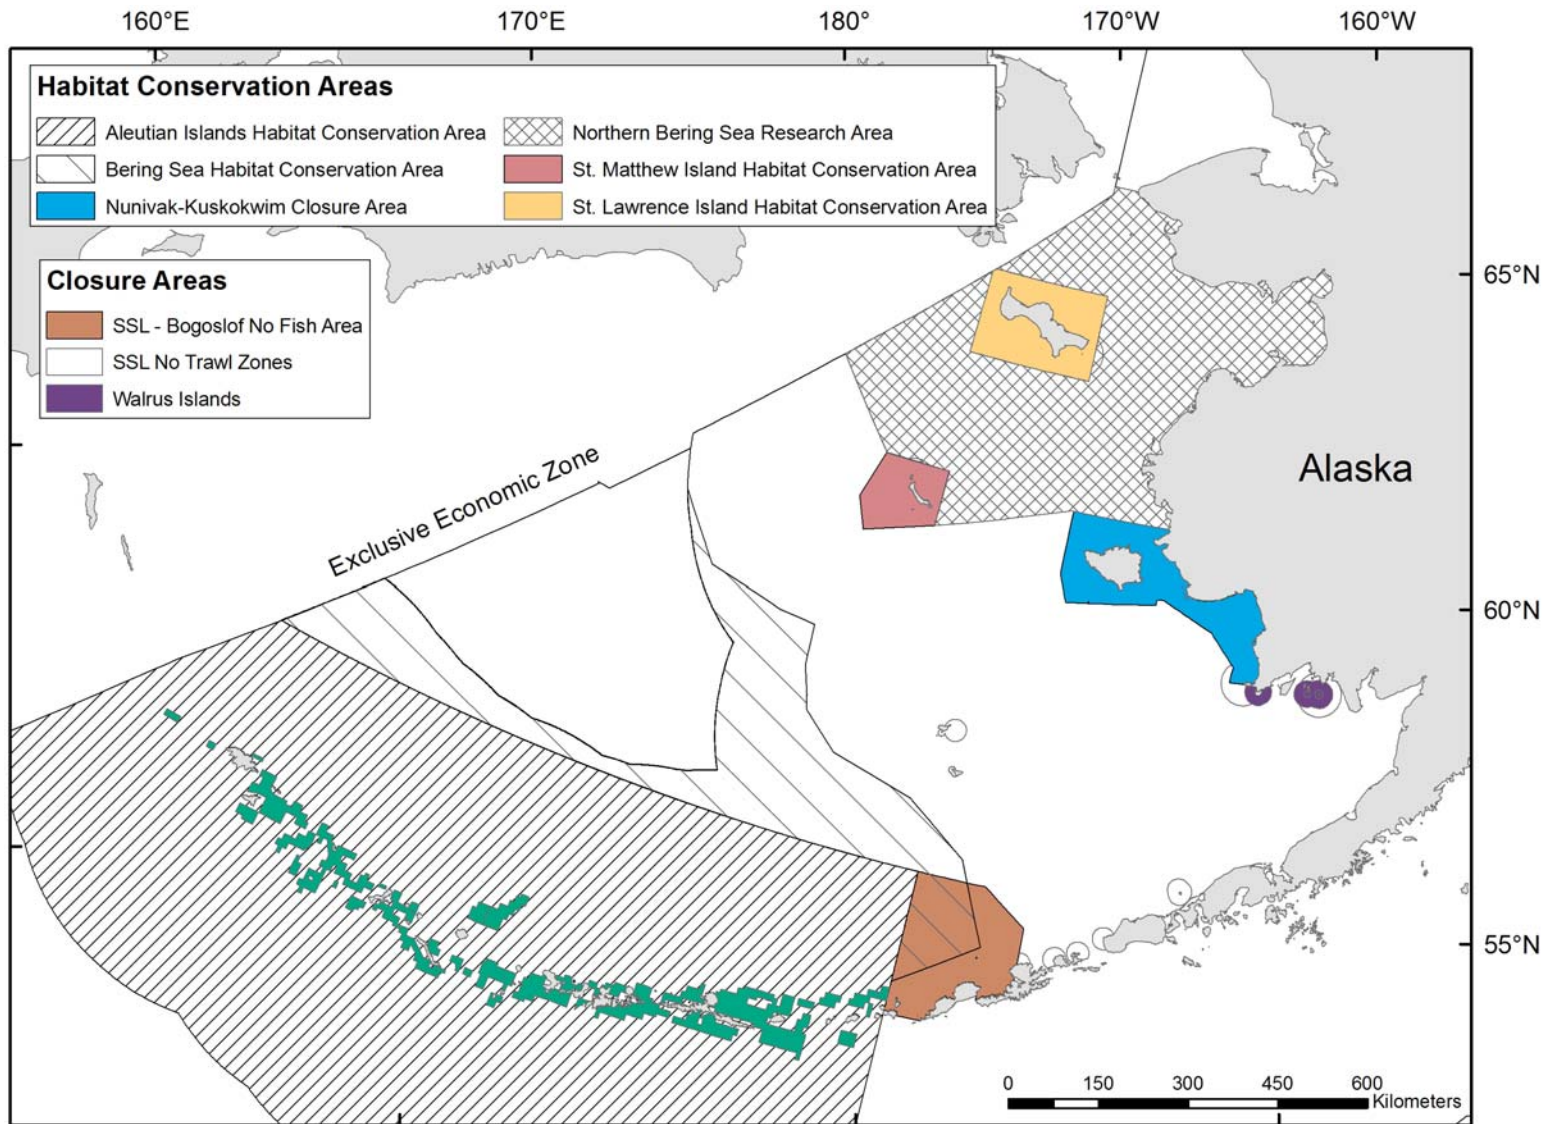 160°E 170°E 180° 170°W 160°W
Habitat Conservation Areas
Aleutian Islands Habitat Conservation Area
Bering Sea Habitat Conservation Area
Nunivak-Kuskokwim Closure Area
Northern Bering Sea Research Area
St. Matthew Island Habitat Conservation Area
St. Lawrence Island Habitat Conservation Area
Closure Areas
SSL - Bogoslof No Fish Area
SSL No Trawl Zones
Walrus Islands
65°N
Alaska
Exclusive Economic Zone
60°N
55°N
0 150 300 450 600
Kilometers